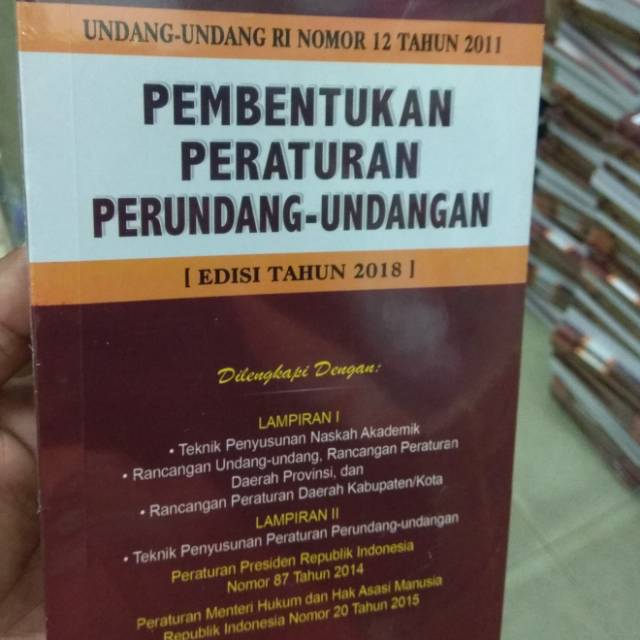 UNDANG-UNDANG RI NOMOR 12 TAHUN 2011
PEMBENTUKAN
PERATURAN
PERUNDANG-UNDANGAN
[ EDISI TAHUN 2018 ]
Dilengkapi Dengan:
LAMPIRAN I
• Teknik Penyusunan Naskah Akademik
• Rancangan Undang-undang, Rancangan Peraturan
Daerah Provinsi, dan
• Rancangan Peraturan Daerah Kabupaten/Kota
LAMPIRAN II
• Teknik Penyusunan Peraturan Perundang-undangan
Peraturan Presiden Republik Indonesia
Nomor 87 Tahun 2014
Peraturan Menteri Hukum dan Hak Asasi Manusia
Republik Indonesia Nomor 20 Tahun 2015